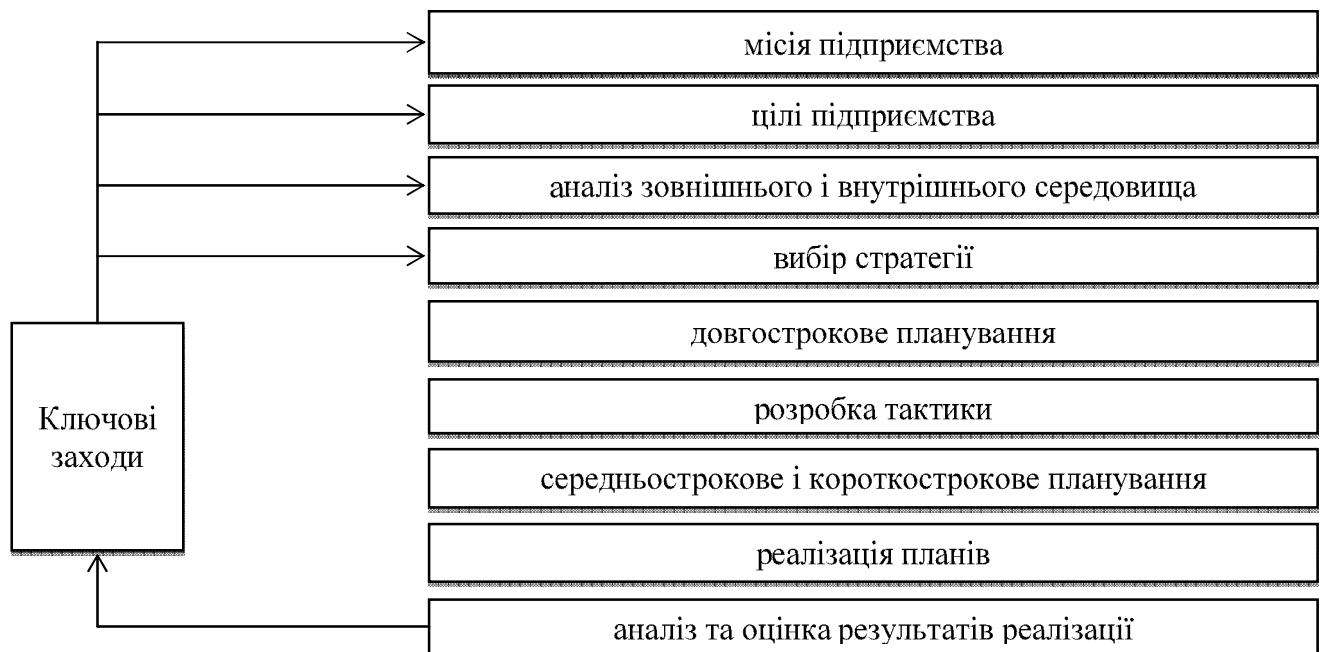 місія підприємства
цілі підприємства
аналіз зовнішнього і внутрішнього середовища
вибір стратегії
довгострокове планування
розробка тактики
середньострокове і короткострокове планування
реалізація планів
аналіз та оцінка результатів реалізації
Ключові
заходи